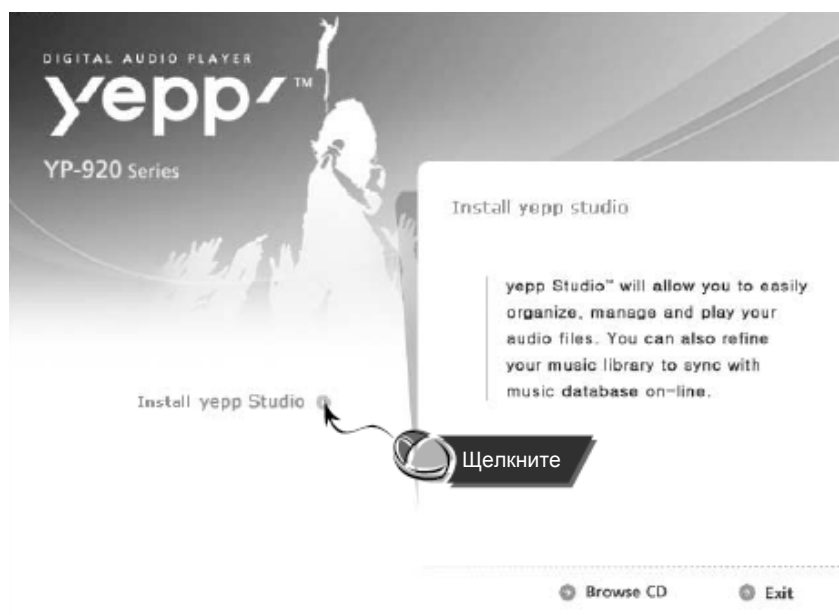 DIGITAL AUDIO PLAYER
yepp' TM
YP-920 Series
Install yepp studio
yepp Studio™ will allow you to easily
organize, manage and play your
audio files. You can also refine
your music library to sync with
music database on-line.
Install yepp Studio
Щелкните
Browse CD
Exit